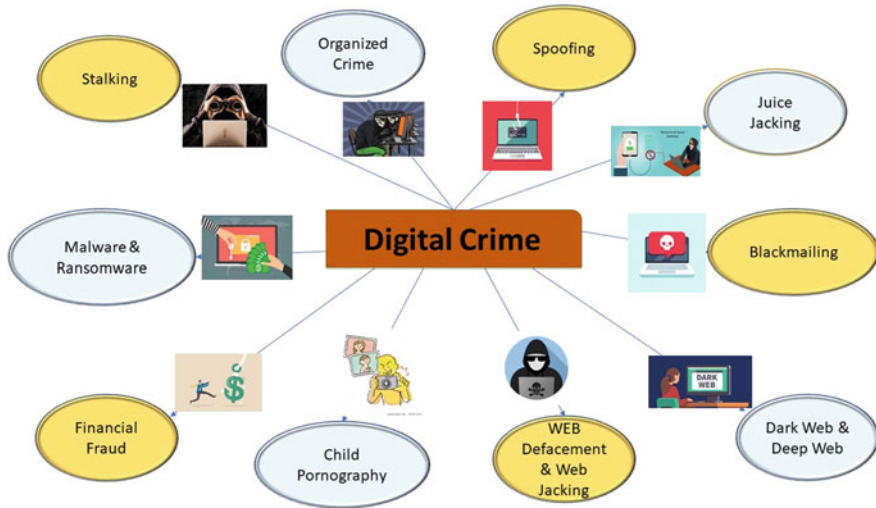 Organized
Crime
Spoofing
Stalking
Juice
Jacking
Digital Crime
Malware &
Ransomware
Blackmailing
DARK
WEB
Financial
Fraud
Child
Pornography
WEB
Defacement
& Web
Jacking
Dark Web &
Deep Web